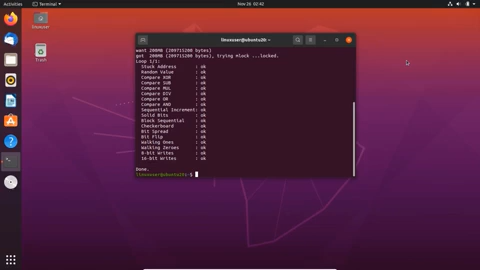 Activities
Terminal
Nov 26 02:42
linuxuser
Trash
linuxuser@ubuntu20: ~
want 200MB (209715200 bytes)
got 200MB (209715200 bytes), trying mlock ...locked.
Loop 1/1:
Stuck Address : ok
Random Value : ok
Compare XOR : ok
Compare SUB : ok
Compare MUL : ok
Compare DIV : ok
Compare OR : ok
Compare AND : ok
Sequential Increment: ok
Solid Bits : ok
Block Sequential : ok
Checkerboard : ok
Bit Spread : ok
Bit Flip : ok
Walking Ones : ok
Walking Zeroes : ok
8-bit Writes : ok
16-bit Writes : ok
Done.
linuxuser@ubuntu20:~$